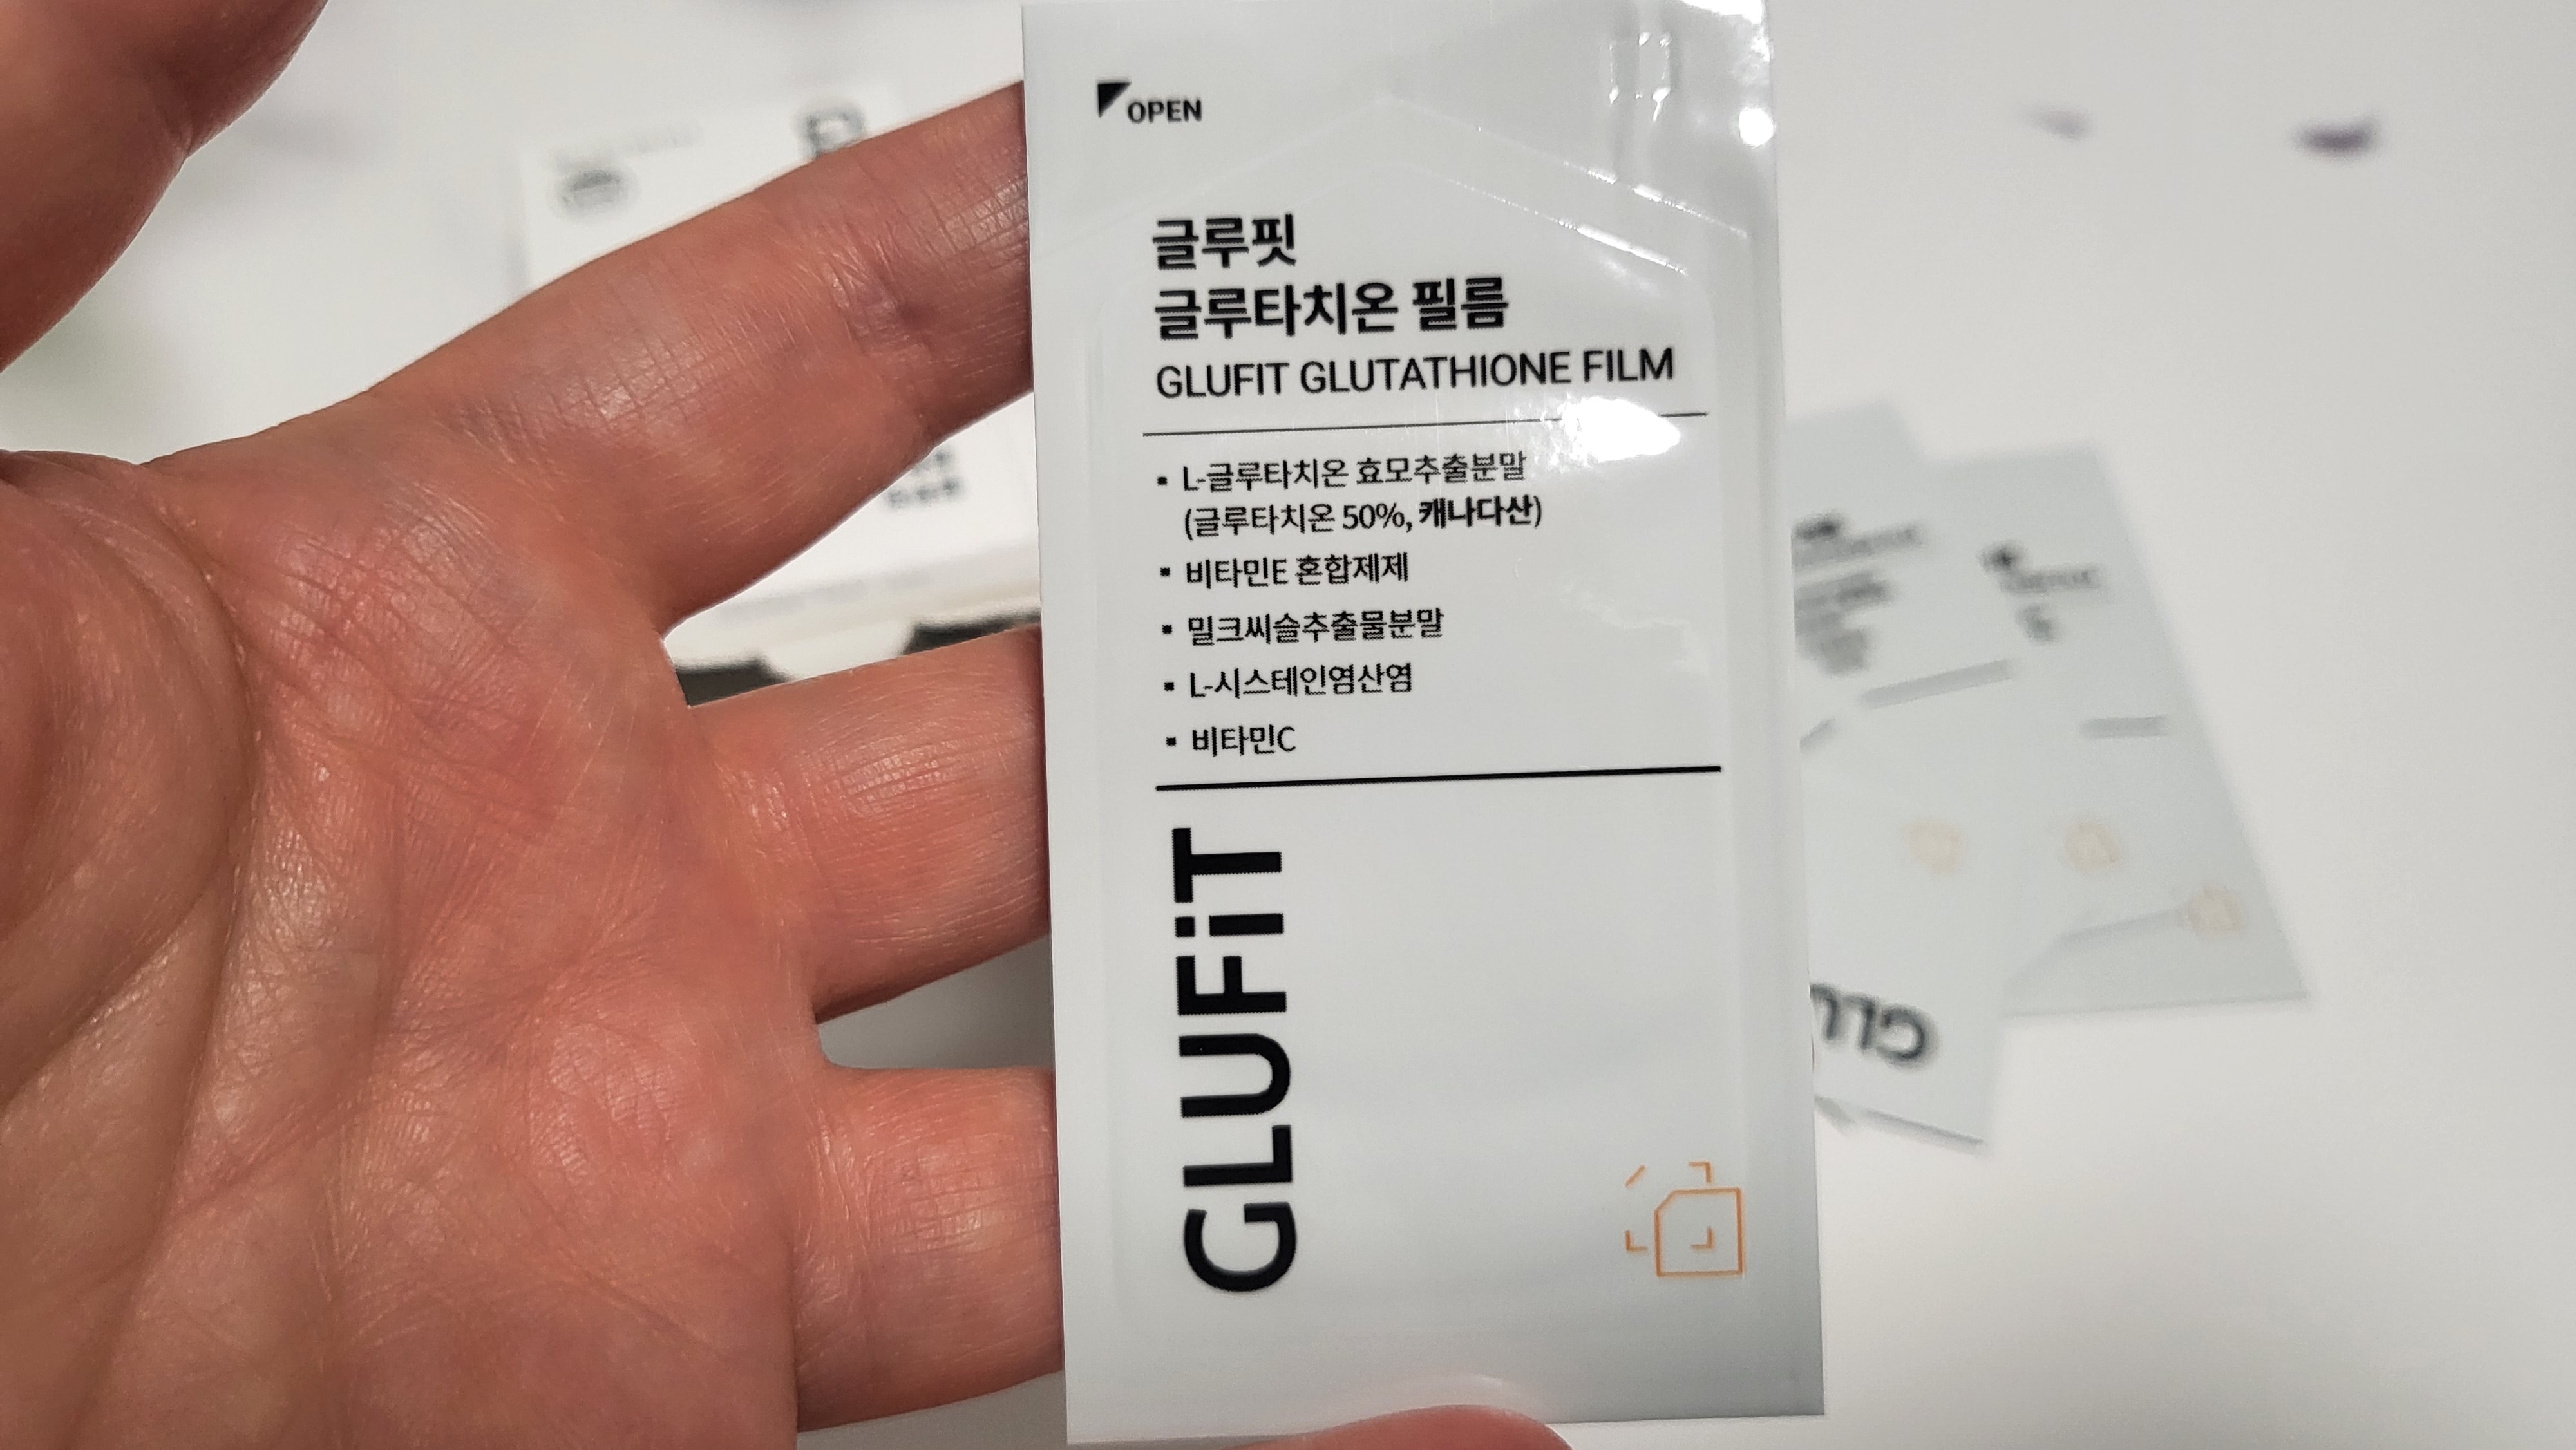 OPEN
글루핏
글루타치온 필름
GLUFIT GLUTATHIONE FILM
▪ L-글루타치온 효모추출분말
(글루타치온 50%, 캐나다산)
▪ 비타민E 혼합제제
▪ 밀크씨슬추출물분말
▪ L-시스테인염산염
▪ 비타민C
GLUFiT